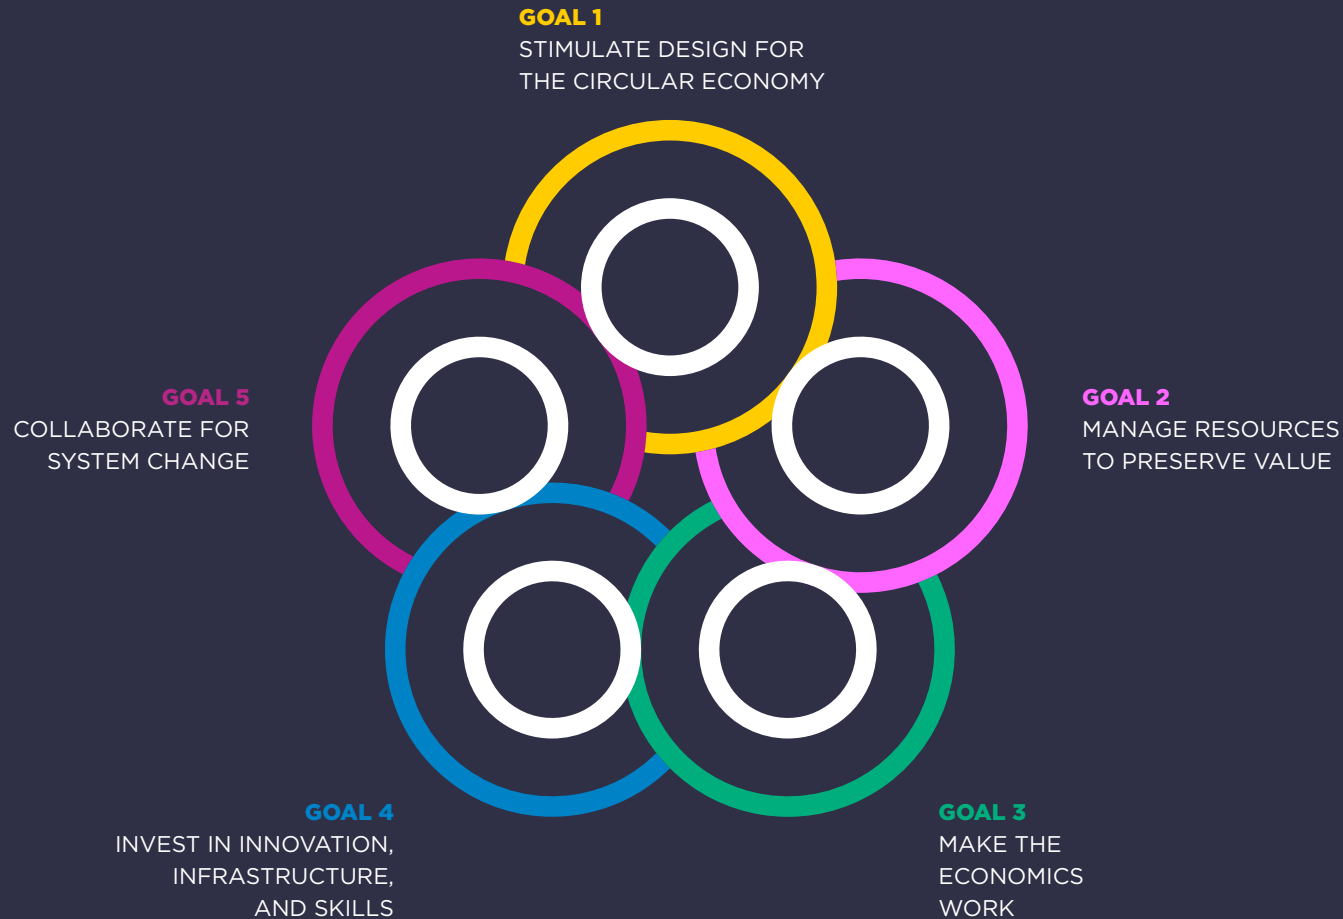 GOAL 1
STIMULATE DESIGN FOR
THE CIRCULAR ECONOMY
GOAL 2
MANAGE RESOURCES
TO PRESERVE VALUE
GOAL 3
MAKE THE
ECONOMICS
WORK
GOAL 4
INVEST IN INNOVATION,
INFRASTRUCTURE,
AND SKILLS
GOAL 5
COLLABORATE FOR
SYSTEM CHANGE